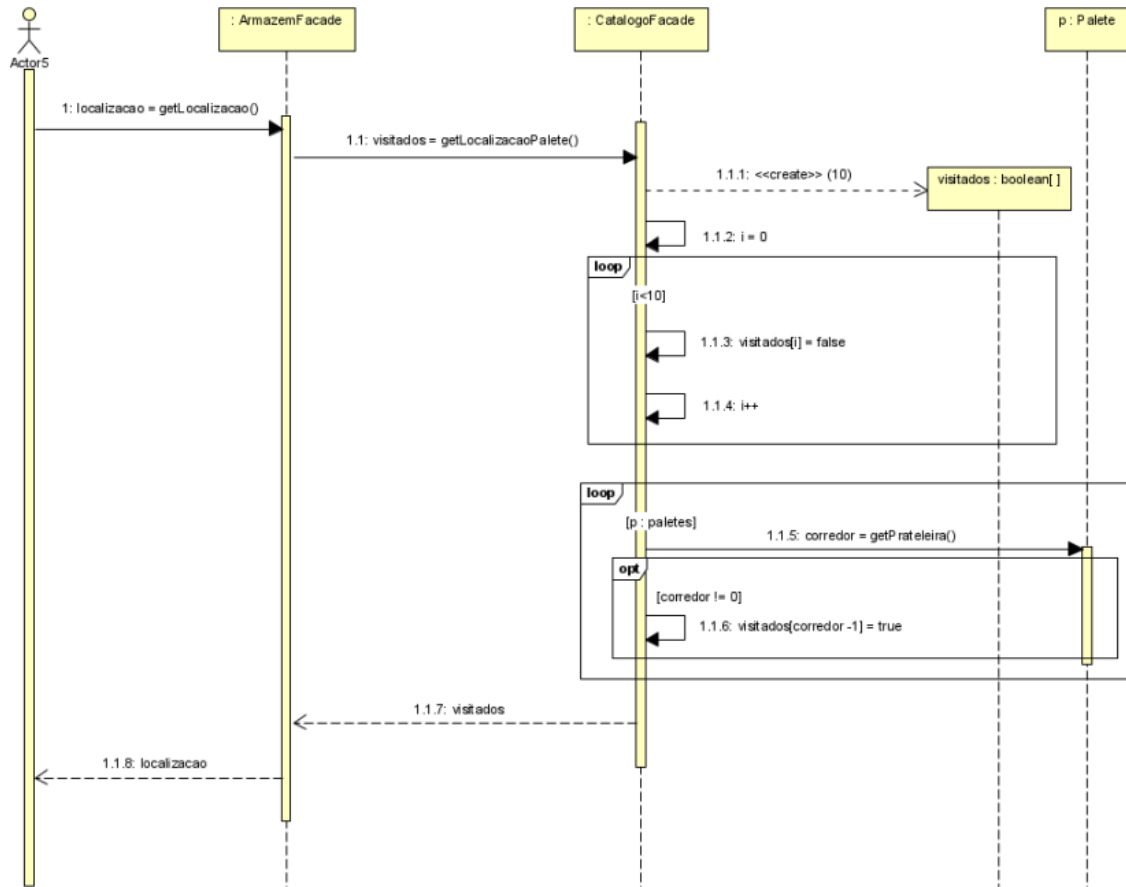 : ArmazemFacade
: CatalogoFacade
p : Palete
Actor5
1: localizacao = getLocalizacao()
1.1: visitados = getLocalizacaoPalete()
1.1.1: <<create>> (10)
visitados : boolean[ ]
1.1.2: i = 0
loop
[i<10]
1.1.3: visitados[i] = false
1.1.4: i++
loop
[p : paletes]
1.1.5: corredor = getPrateleira()
opt
[corredor != 0]
1.1.6: visitados[corredor -1] = true
1.1.7: visitados
1.1.8: localizacao